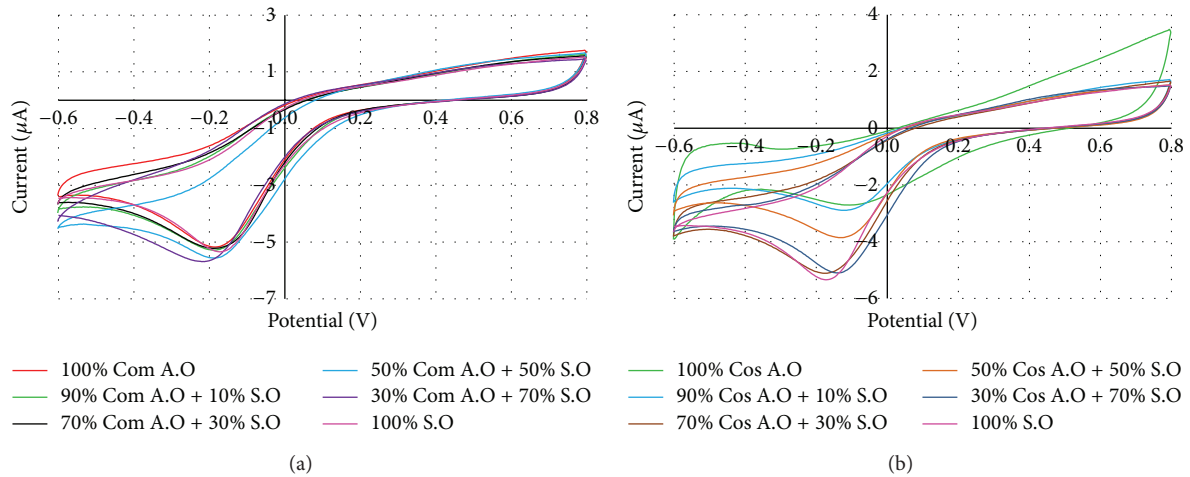 3
1
−1
−3
−5
−7
−0.6 −0.4 −0.2 0 0.2 0.4 0.6 0.8
Current (μA)
Potential (V)
100% Com A.O
90% Com A.O + 10% S.O
70% Com A.O + 30% S.O
50% Com A.O + 50% S.O
30% Com A.O + 70% S.O
100% S.O
(a)
4
2
0
−2
−4
−6
−0.6 −0.4 −0.2 0 0.2 0.4 0.6 0.8
Current (μA)
Potential (V)
100% Cos A.O
90% Cos A.O + 10% S.O
70% Cos A.O + 30% S.O
50% Cos A.O + 50% S.O
30% Cos A.O + 70% S.O
100% S.O
(b)